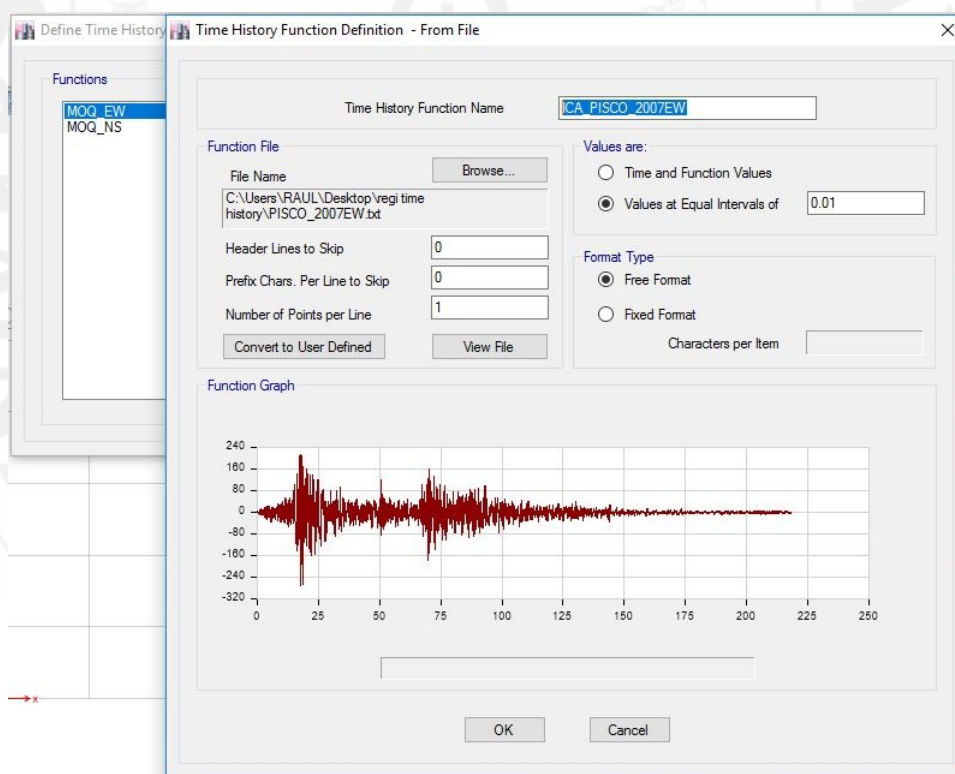 Define Time History
Functions
MOQ_EW
MOQ_NS
Time History Function Definition - From File
Time History Function Name
ICA_PISCO_2007EW
Function File
File Name
Browse...
C:\Users\RAUL\Desktop\regi time
history\PISCO_2007EW.txt
Header Lines to Skip
0
Prefix Chars. Per Line to Skip
0
Number of Points per Line
1
Convert to User Defined
View File
Values are:
Time and Function Values
Values at Equal Intervals of
0.01
Format Type
Free Format
Fixed Format
Characters per Item
Function Graph
240
160
80
0
-80
-160
-240
-320
0 25 50 75 100 125 150 175 200 225 250
OK
Cancel
x